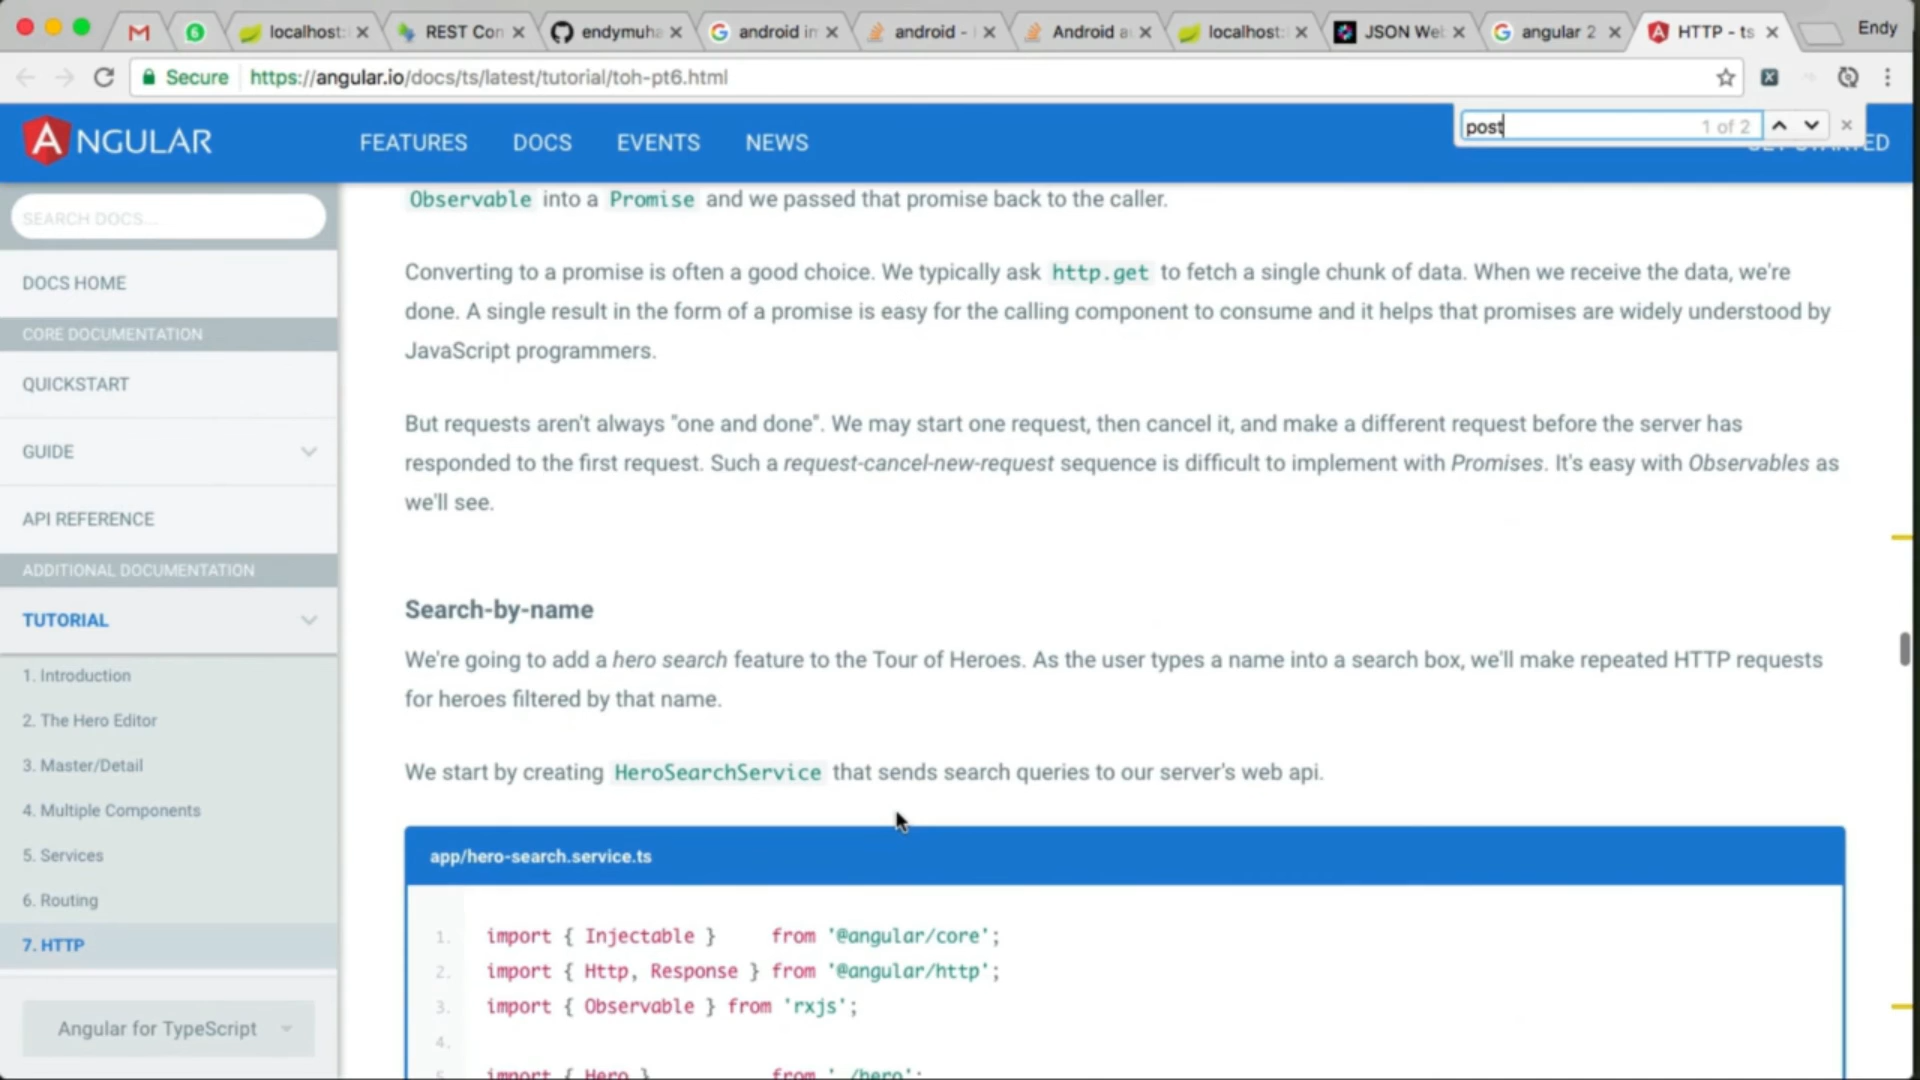 localhost:
REST Con
endymuha
android in
android -
Android a
localhost:
JSON Web
angular 2
HTTP - ts
Endy
Secure
https://angular.io/docs/ts/latest/tutorial/toh-pt6.html
post
1 of 2
ANGULAR
FEATURES
DOCS
EVENTS
NEWS
SEARCH DOCS...
DOCS HOME
CORE DOCUMENTATION
QUICKSTART
GUIDE
API REFERENCE
ADDITIONAL DOCUMENTATION
TUTORIAL
1. Introduction
2. The Hero Editor
3. Master/Detail
4. Multiple Components
5. Services
6. Routing
7. HTTP
Angular for TypeScript
Observable into a Promise and we passed that promise back to the caller.
Converting to a promise is often a good choice. We typically ask http.get to fetch a single chunk of data. When we receive the data, we're
done. A single result in the form of a promise is easy for the calling component to consume and it helps that promises are widely understood by
JavaScript programmers.
But requests aren't always "one and done". We may start one request, then cancel it, and make a different request before the server has
responded to the first request. Such a request-cancel-new-request sequence is difficult to implement with Promises. It's easy with Observables as
we'll see.
Search-by-name
We're going to add a hero search feature to the Tour of Heroes. As the user types a name into a search box, we'll make repeated HTTP requests
for heroes filtered by that name.
We start by creating HeroSearchService that sends search queries to our server's web api.
app/hero-search.service.ts
1. import { Injectable } from '@angular/core';
2. import { Http, Response } from '@angular/http';
3. import { Observable } from 'rxjs';
4.
5. import { Hero } from './hero';